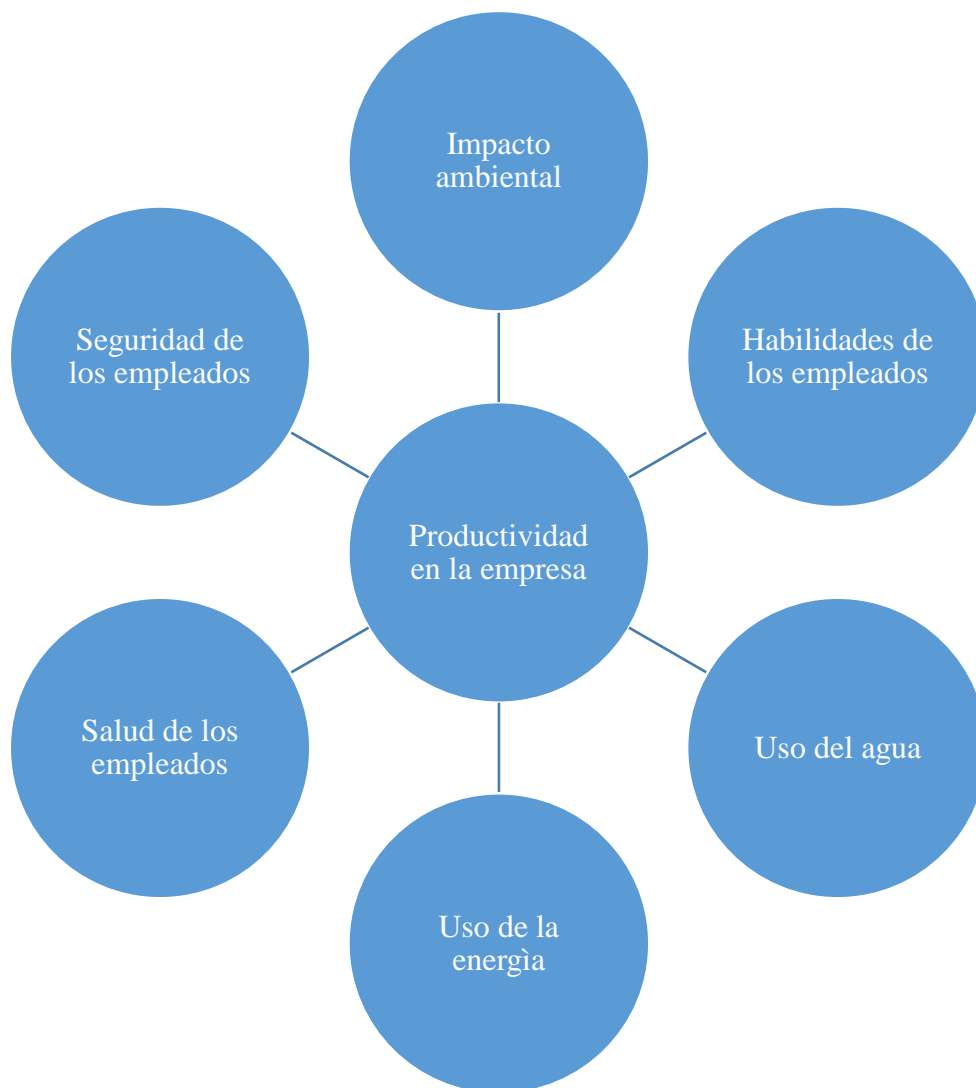 Impacto
ambiental
Seguridad de
los empleados
Habilidades de
los empleados
Productividad
en la empresa
Salud de los
empleados
Uso del agua
Uso de la
energìa